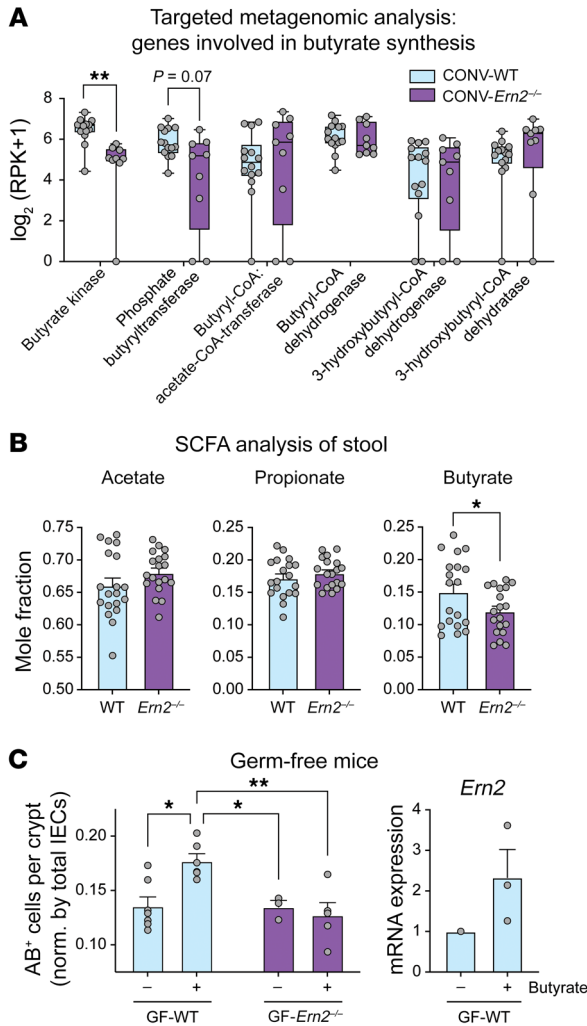 A
Targeted metagenomic analysis:
genes involved in butyrate synthesis
CONV-WT
CONV-Ern2–/–
**
P = 0.07
log2 (RPK+1)
8
6
4
2
0
Butyrate kinase
Phosphate
butyryltransferase
Butyryl-CoA:
acetate-CoA-transferase
Butyryl-CoA
dehydrogenase
3-hydroxybutyryl-CoA
dehydrogenase
3-hydroxybutyryl-CoA
dehydratase
B
SCFA analysis of stool
Acetate
Propionate
Butyrate
Mole fraction
0.75
0.70
0.65
0.60
0.55
0.50
WT
Ern2–/–
0.25
0.20
0.15
0.10
0.05
0.00
WT
Ern2–/–
*
0.25
0.20
0.15
0.10
0.05
0.00
WT
Ern2–/–
C
Germ-free mice
AB+ cells per crypt
(norm. by total IECs)
**
*
*
0.20
0.15
0.10
– + – +
GF-WT
GF-Ern2–/–
Ern2
mRNA expression
4
3
2
1
0
– + Butyrate
GF-WT